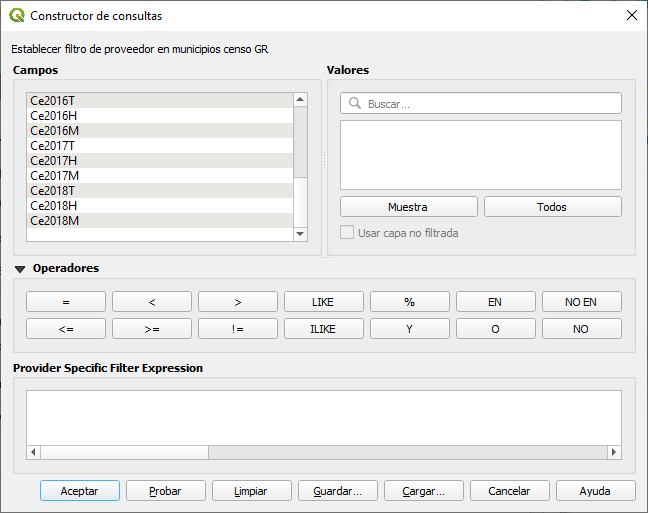 Constructor de consultas
Establecer filtro de proveedor en municipios censo GR
Campos
Ce2016T
Ce2016H
Ce2016M
Ce2017T
Ce2017H
Ce2017M
Ce2018T
Ce2018H
Ce2018M
Valores
Buscar...
Muestra Todos
Usar capa no filtrada
Operadores
= < > LIKE % EN NO EN
<= >= != ILIKE Y O NO
Provider Specific Filter Expression
Aceptar Probar Limpiar Guardar... Cargar... Cancelar Ayuda